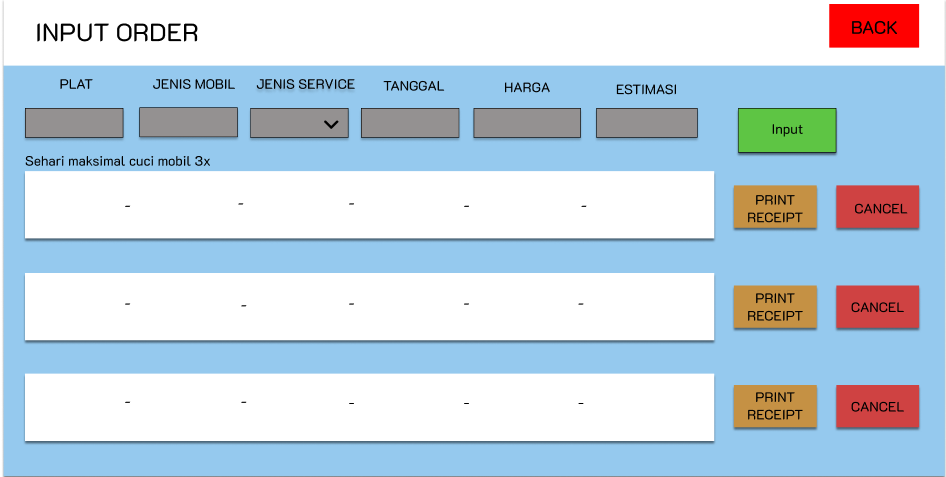 INPUT ORDER
BACK
PLAT JENIS MOBIL JENIS SERVICE TANGGAL HARGA ESTIMASI
Input
Sehari maksimal cuci mobil 3x
- - - - -
PRINT
RECEIPT
CANCEL
- - - - -
PRINT
RECEIPT
CANCEL
- - - - -
PRINT
RECEIPT
CANCEL